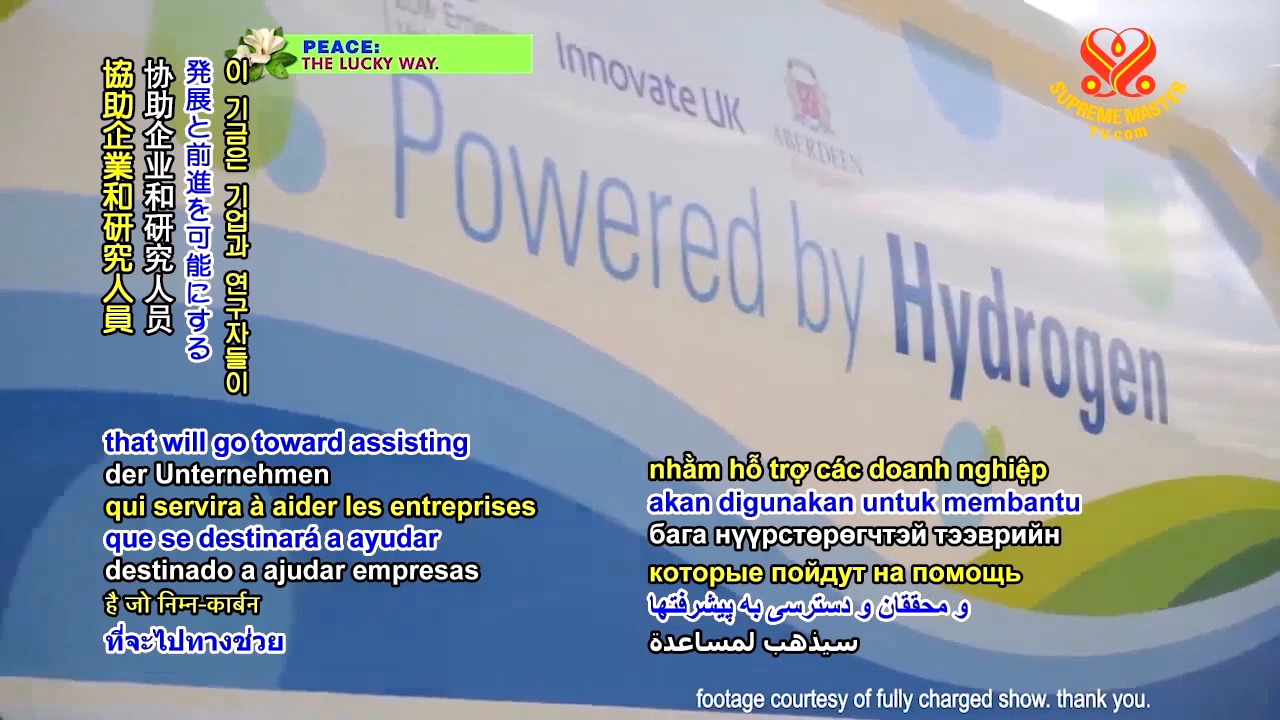 PEACE:
THE LUCKY WAY.
SUPREME MASTER
TV.com
Innovate UK
ABERDEEN
Powered by Hydrogen
이 기금은 기업과 연구자들이
発展と前進を可能にする
协助企业和研究人员
協助企業和研究人員
that will go toward assisting
der Unternehmen
qui servira à aider les entreprises
que se destinará a ayudar
destinado a ajudar empresas
है जो निम्न-कार्बन
ที่จะไปทางช่วย
nhằm hỗ trợ các doanh nghiệp
akan digunakan untuk membantu
бага нүүрстөрөгчтэй тээврийн
которые пойдут на помощь
و محققان و دسترسی به پیشرفتها
سيذهب لمساعدة
footage courtesy of fully charged show. thank you.